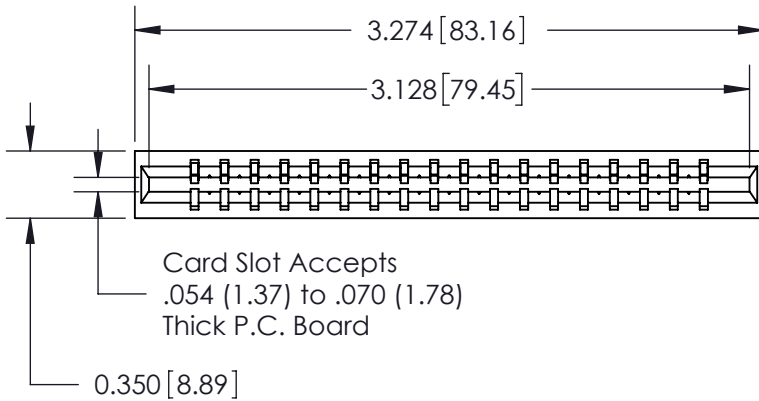 3.274[83.16]
3.128[79.45]
Card Slot Accepts
.054 (1.37) to .070 (1.78)
Thick P.C. Board
0.350[8.89]